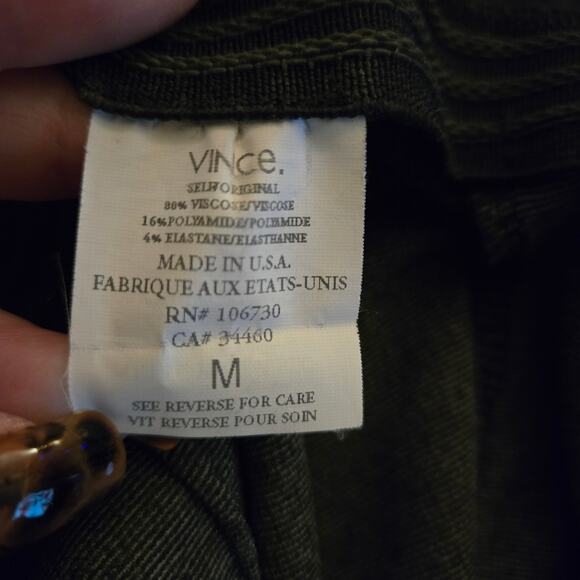 VINCE.
SELF/ORIGINAL
80% VISCOSE/VISCOSE
16% POLYAMIDE/POLYAMIDE
4% ELASTANE/ELASTHANNE
MADE IN U.S.A.
FABRIQUE AUX ETATS-UNIS
RN# 106730
CA# 34460
M
SEE REVERSE FOR CARE
VIT REVERSE POUR SOIN